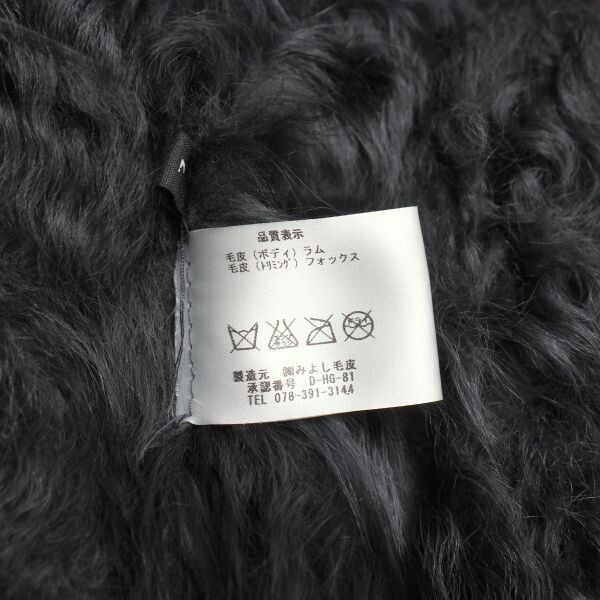 品質表示
毛皮（ボディ）ラム
毛皮（トリミング）フォックス
製造元 ㈱みよし毛皮
承認番号 D-HG-81
TEL 078-391-3144